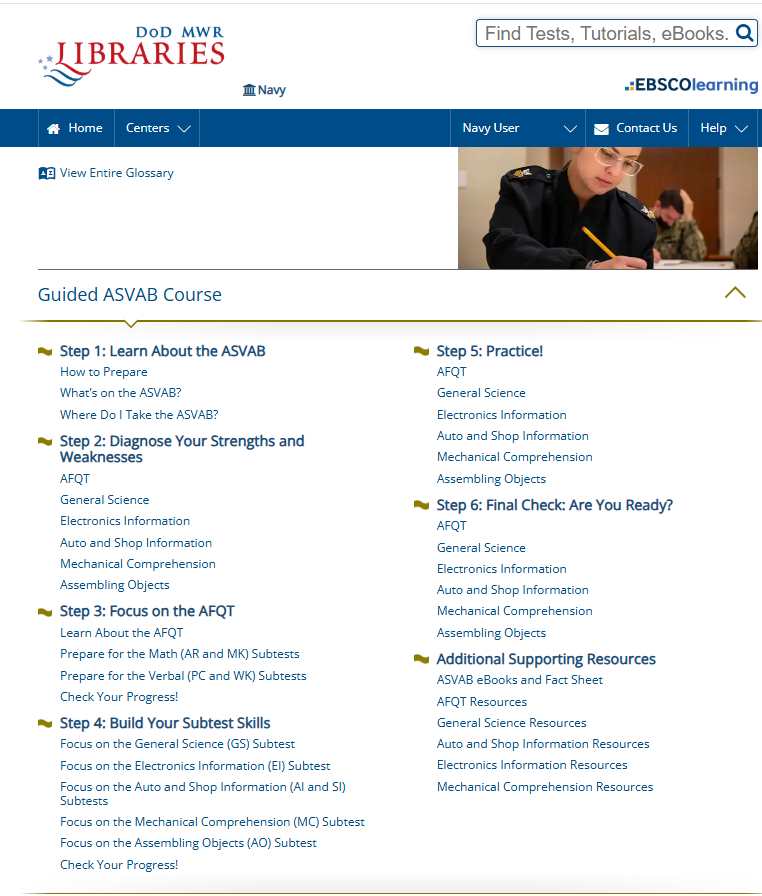 DoD MWR
LIBRARIES
Navy
Find Tests, Tutorials, eBooks.
EBSCOlearning
Home
Centers
Navy User
Contact Us
Help
View Entire Glossary
Guided ASVAB Course
Step 1: Learn About the ASVAB
How to Prepare
What's on the ASVAB?
Where Do I Take the ASVAB?
Step 2: Diagnose Your Strengths and
Weaknesses
AFQT
General Science
Electronics Information
Auto and Shop Information
Mechanical Comprehension
Assembling Objects
Step 3: Focus on the AFQT
Learn About the AFQT
Prepare for the Math (AR and MK) Subtests
Prepare for the Verbal (PC and WK) Subtests
Check Your Progress!
Step 4: Build Your Subtest Skills
Focus on the General Science (GS) Subtest
Focus on the Electronics Information (EI) Subtest
Focus on the Auto and Shop Information (AI and SI)
Subtests
Focus on the Mechanical Comprehension (MC) Subtest
Focus on the Assembling Objects (AO) Subtest
Check Your Progress!
Step 5: Practice!
AFQT
General Science
Electronics Information
Auto and Shop Information
Mechanical Comprehension
Assembling Objects
Step 6: Final Check: Are You Ready?
AFQT
General Science
Electronics Information
Auto and Shop Information
Mechanical Comprehension
Assembling Objects
Additional Supporting Resources
ASVAB eBooks and Fact Sheet
AFQT Resources
General Science Resources
Auto and Shop Information Resources
Electronics Information Resources
Mechanical Comprehension Resources